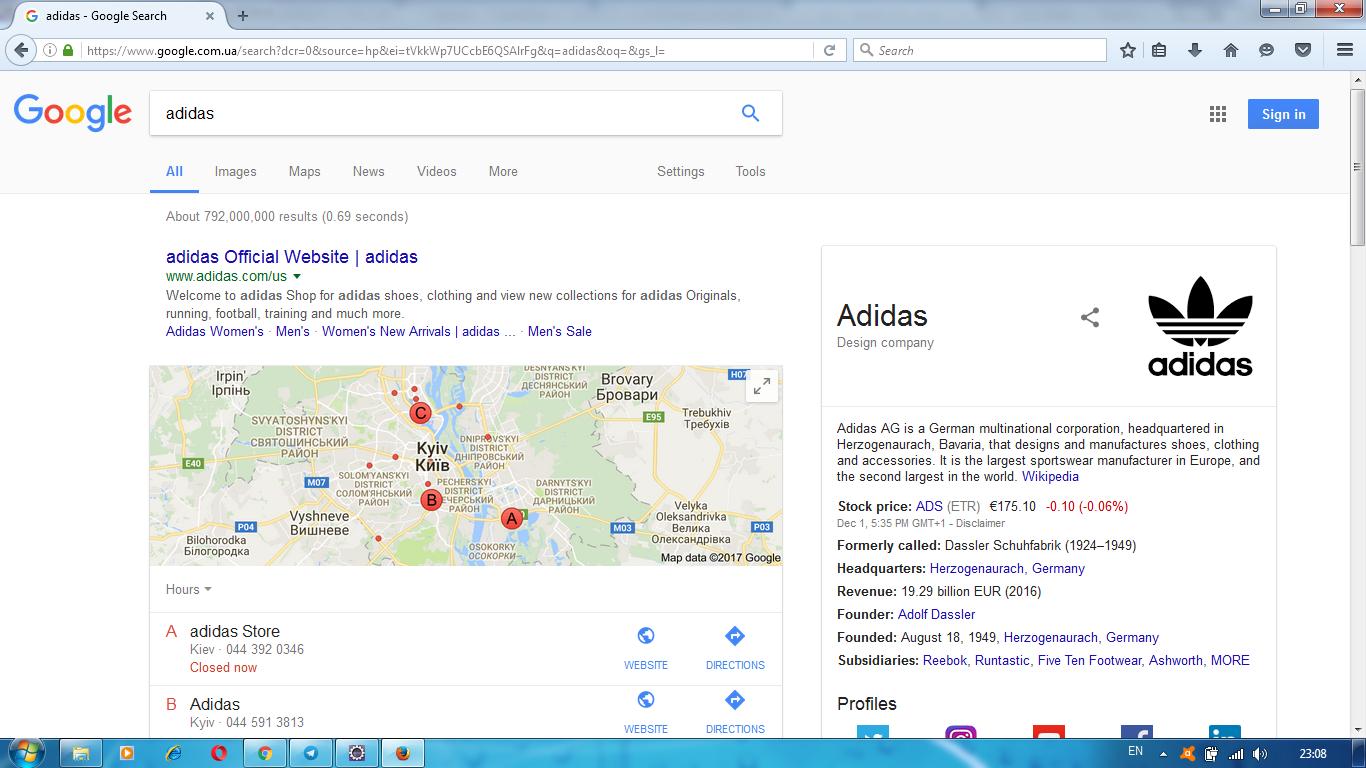 adidas - Google Search
https://www.google.com.ua/search?dcr=0&source=hp&ei=tVkkWp7UCcbE6QSAlrFg&q=adidas&oq=&gs_l=
Search
Google
adidas
Sign in
All Images Maps News Videos More Settings Tools
About 792,000,000 results (0.69 seconds)
adidas Official Website | adidas
www.adidas.com/us
Welcome to adidas Shop for adidas shoes, clothing and view new collections for adidas Originals,
running, football, training and much more.
Adidas Women's · Men's · Women's New Arrivals | adidas ... · Men's Sale
Irpin'
Ірпінь
DESNYANS'KYI
DISTRICT
ДЕСНЯНСЬКИЙ
РАЙОН
Brovary
Бровари
H07
E95
Trebukhiv
Требухів
SVYATOSHYNS'KYI
DISTRICT
СВЯТОШИНСЬКИЙ
РАЙОН
C
DNIPROVS'KYI
DISTRICT
ДНІПРОВСЬКИЙ
РАЙОН
Kyiv
Київ
E40
M07
SOLOMYANS'KYI
DISTRICT
СОЛОМ'ЯНСЬКИЙ
РАЙОН
PECHERS'KYI
DISTRICT
ПЕЧЕРСЬКИЙ
РАЙОН
DARNYTS'KYI
DISTRICT
ДАРНИЦЬКИЙ
РАЙОН
B
A
Vyshneve
Вишневе
P04
Bilohorodka
Білогородка
Velyka
Oleksandrivka
Велика
Олександрівка
M03
P03
OSOKORKY
ОСОКОРКИ
Map data ©2017 Google
Hours
A adidas Store
Kiev · 044 392 0346
Closed now
WEBSITE DIRECTIONS
B Adidas
Kyiv · 044 591 3813
WEBSITE DIRECTIONS
Adidas
Design company
adidas
Adidas AG is a German multinational corporation, headquartered in
Herzogenaurach, Bavaria, that designs and manufactures shoes, clothing
and accessories. It is the largest sportswear manufacturer in Europe, and
the second largest in the world. Wikipedia
Stock price: ADS (ETR) €175.10 -0.10 (-0.06%)
Dec 1, 5:35 PM GMT+1 - Disclaimer
Formerly called: Dassler Schuhfabrik (1924–1949)
Headquarters: Herzogenaurach, Germany
Revenue: 19.29 billion EUR (2016)
Founder: Adolf Dassler
Founded: August 18, 1949, Herzogenaurach, Germany
Subsidiaries: Reebok, Runtastic, Five Ten Footwear, Ashworth, MORE
Profiles
EN
23:08